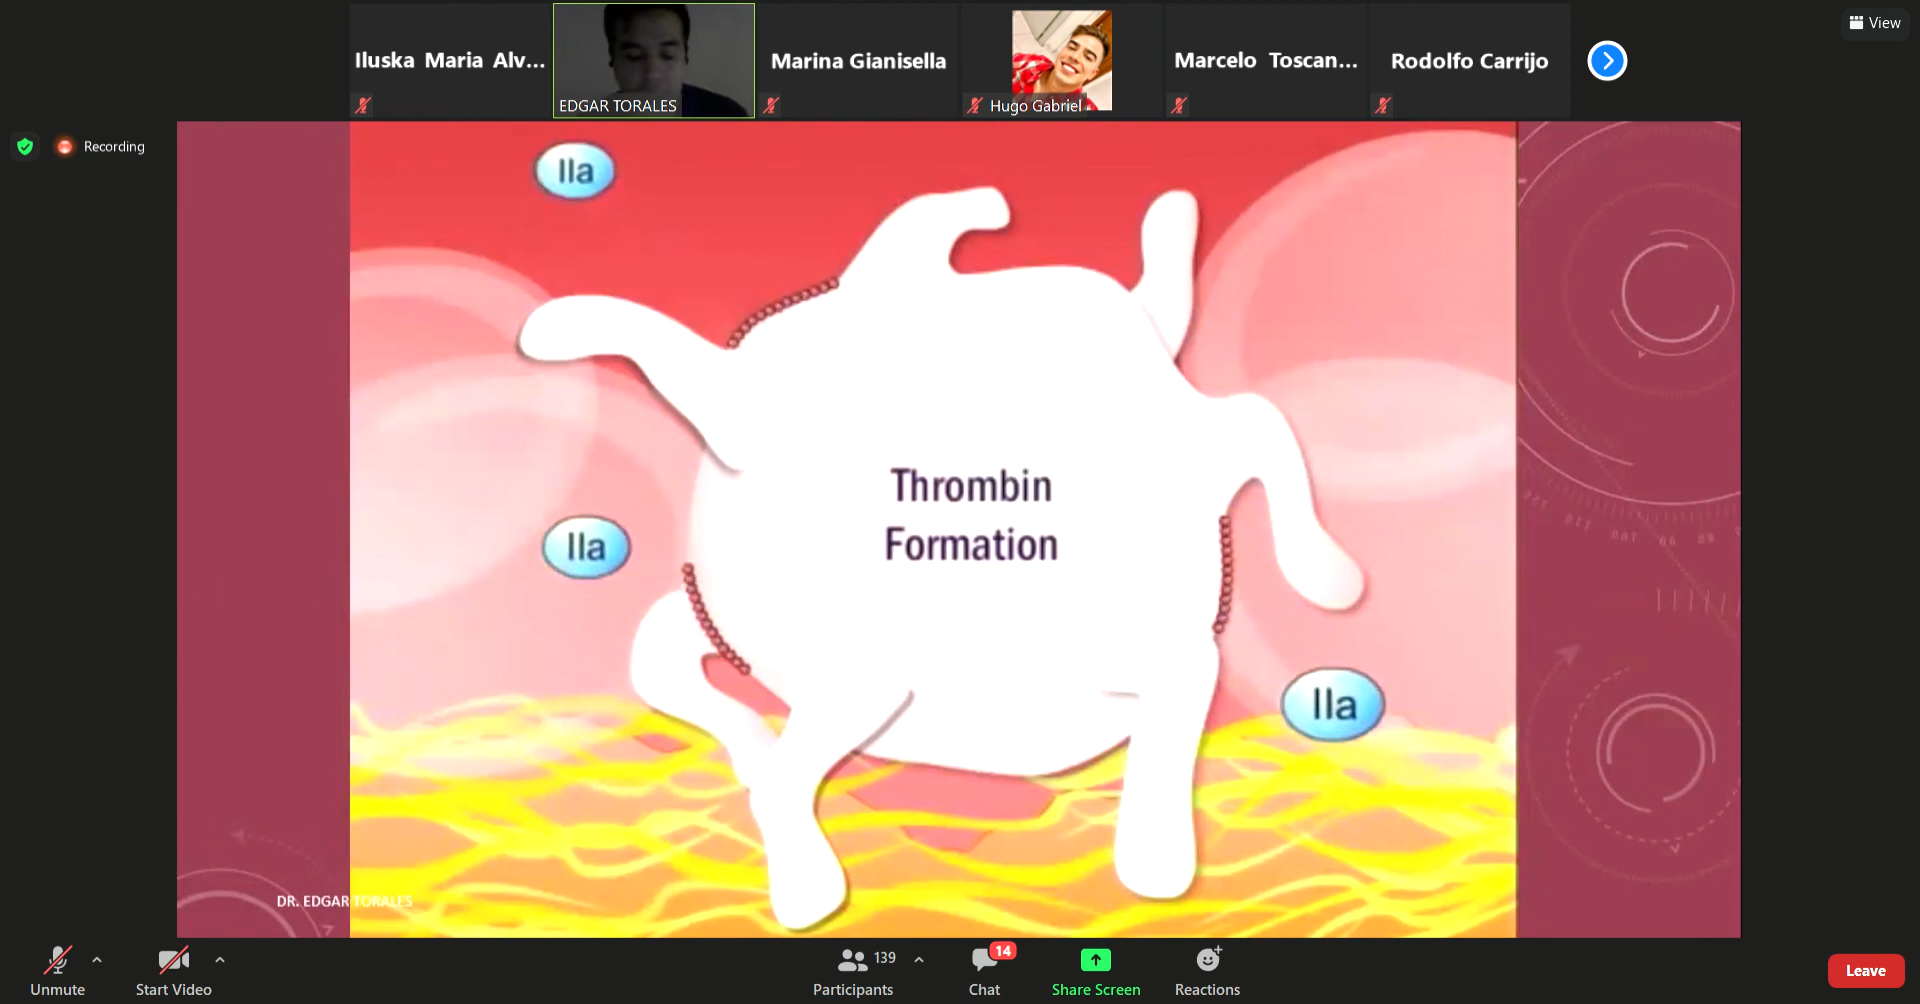 View
Iluska Maria Alv...
EDGAR TORALES
Marina Gianisella
Hugo Gabriel
Marcelo Toscan...
Rodolfo Carrijo
Recording
IIa
IIa
Thrombin
Formation
IIa
DR. EDGAR TORALES
Unmute
Start Video
139
Participants
14
Chat
Share Screen
Reactions
Leave